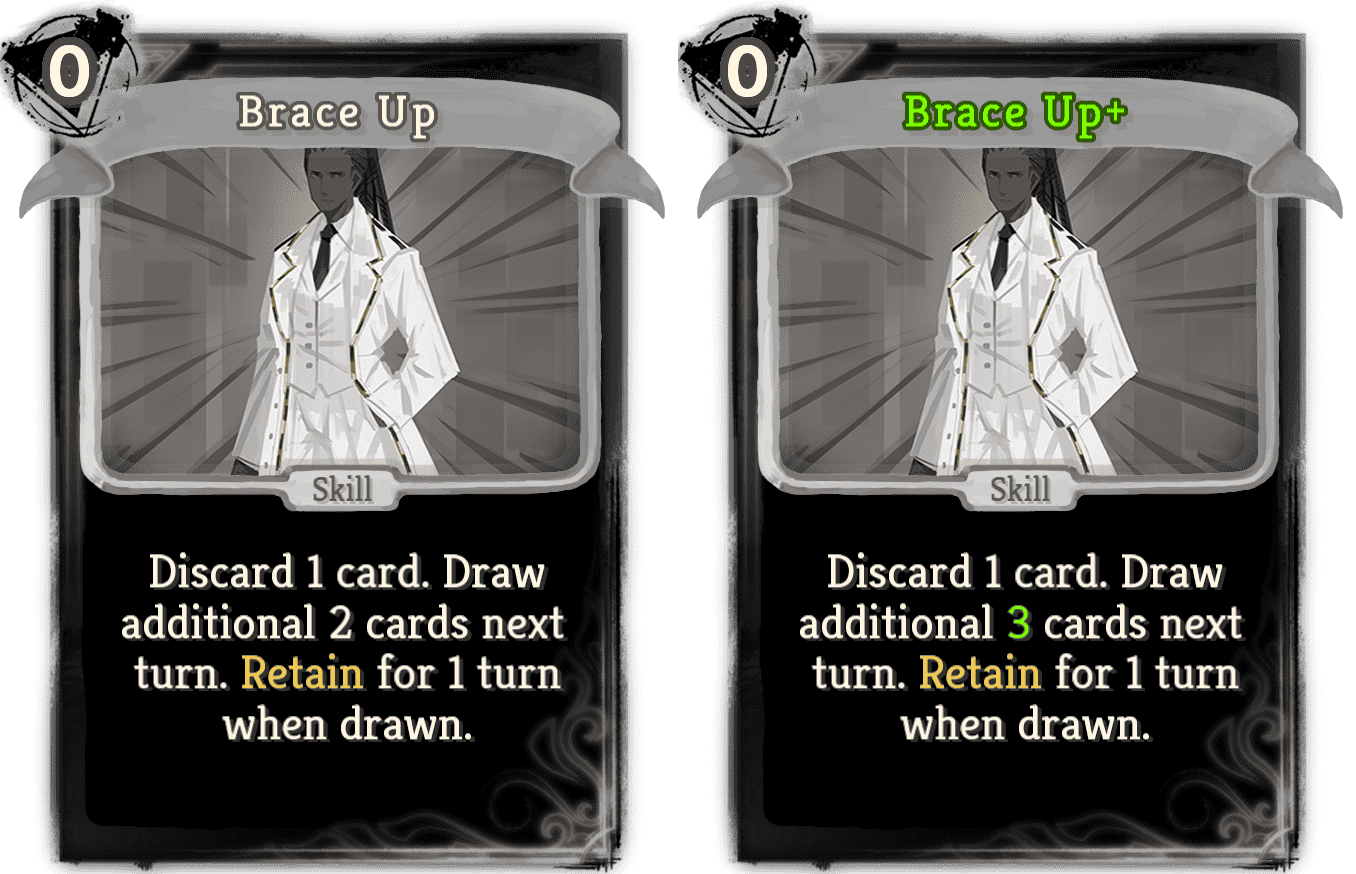 0
Brace Up
Skill
Discard 1 card. Draw
additional 2 cards next
turn. Retain for 1 turn
when drawn.
0
Brace Up+
Skill
Discard 1 card. Draw
additional 3 cards next
turn. Retain for 1 turn
when drawn.